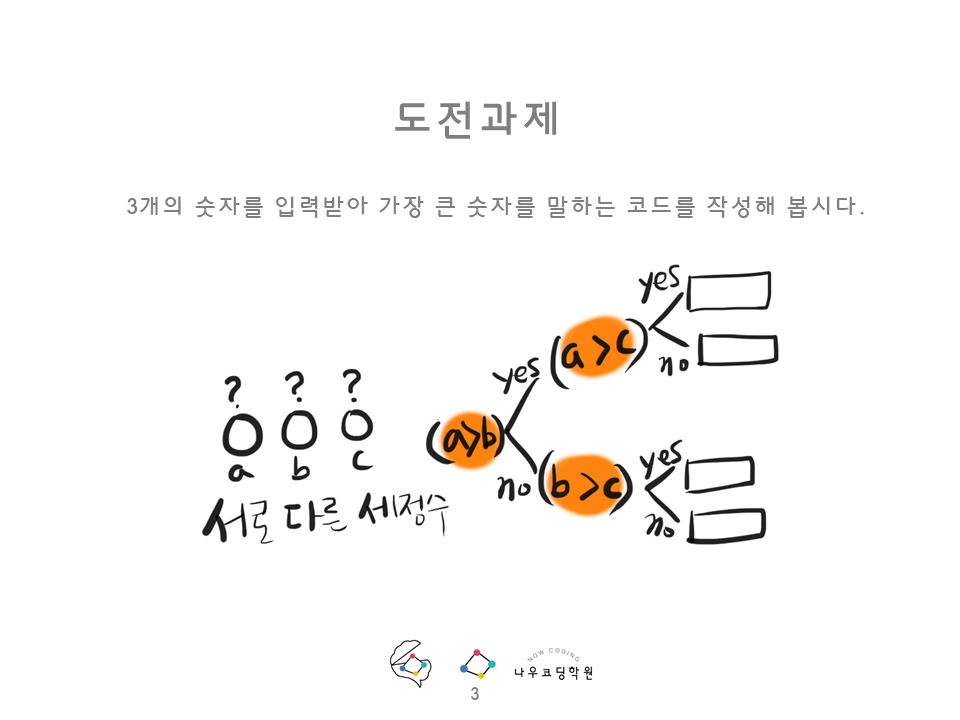 도전과제
3개의 숫자를 입력받아 가장 큰 숫자를 말하는 코드를 작성해 봅시다.
? ? ?
a b c
서로 다른 세정수
(a>b)
yes
(a>c)
yes
no
no
(b>c)
yes
no
NOW CODING
나우코딩학원
3